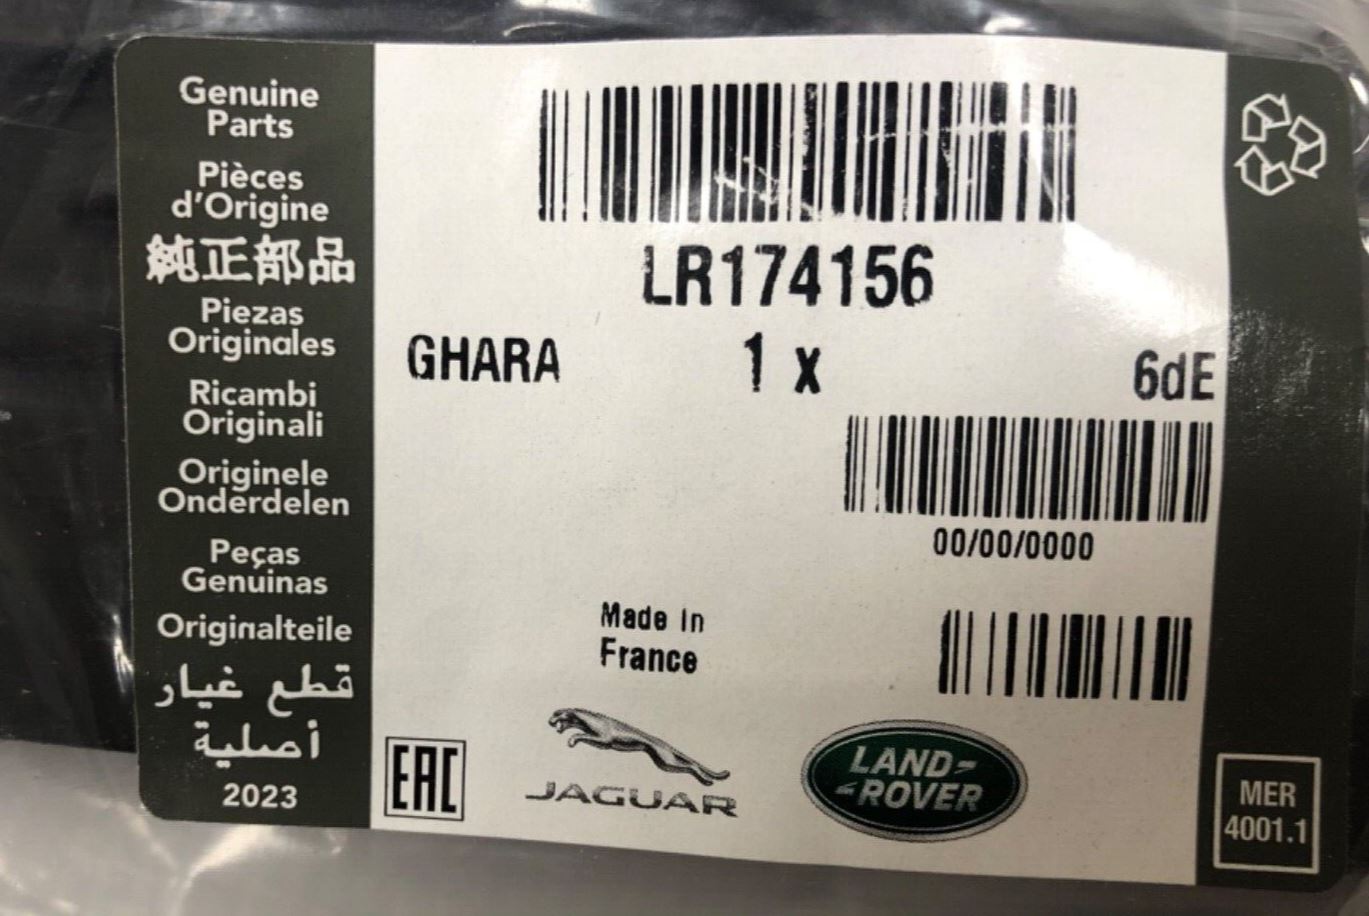 Genuine
Parts
Pièces
d'Origine
純正部品
Piezas
Originales
Ricambi
Originali
Originele
Onderdelen
Peças
Genuinas
Originalteile
قطع غيار
أصلية
2023
LR174156
GHARA 1 x 6dE
00/00/0000
Made in
France
EAC
JAGUAR
LAND-
-ROVER
MER
4001.1